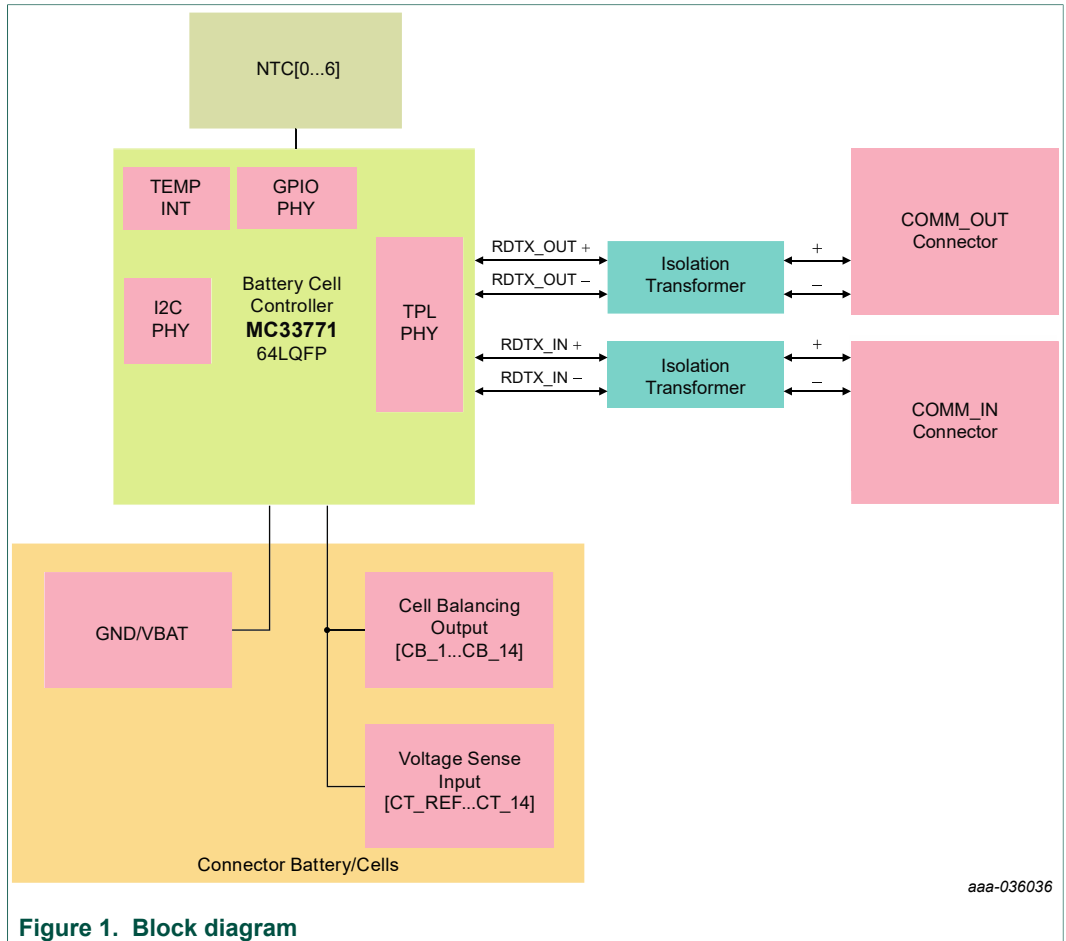 NTC[0...6]
TEMP
INT
GPIO
PHY
I2C
PHY
Battery Cell
Controller
MC33771
64LQFP
TPL
PHY
RDTX_OUT +
RDTX_OUT −
RDTX_IN +
RDTX_IN −
Isolation
Transformer
Isolation
Transformer
+
−
+
−
COMM_OUT
Connector
COMM_IN
Connector
GND/VBAT
Cell Balancing
Output
[CB_1...CB_14]
Voltage Sense
Input
[CT_REF...CT_14]
Connector Battery/Cells
aaa-036036
Figure 1. Block diagram